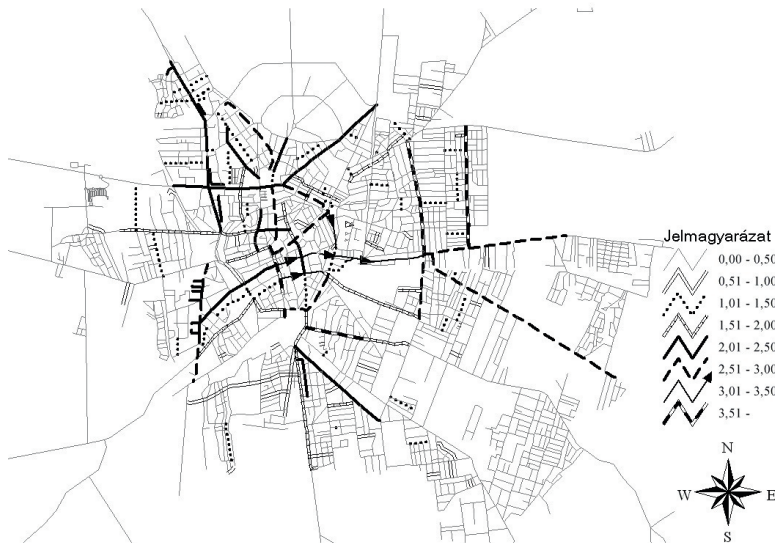 Jelmagyarázat
0,00 - 0,50
0,51 - 1,00
1,01 - 1,50
1,51 - 2,00
2,01 - 2,50
2,51 - 3,00
3,01 - 3,50
3,51 -
N
W E
S